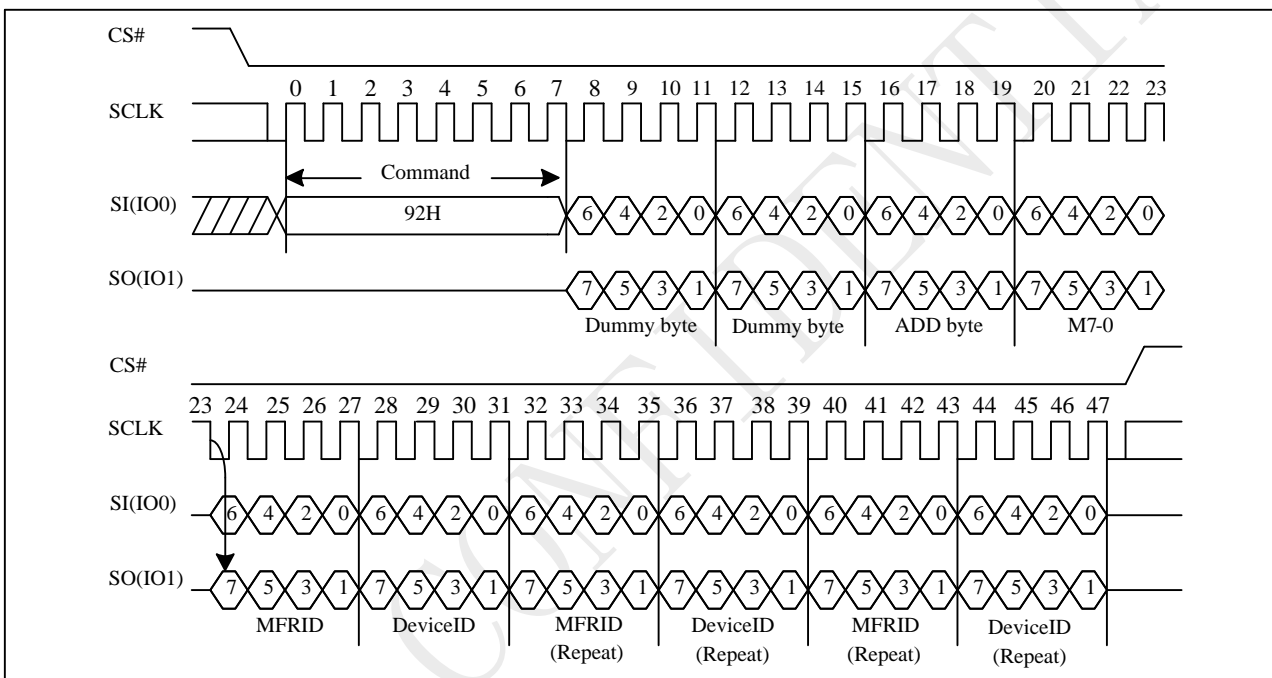 CS#
0 1 2 3 4 5 6 7 8 9 10 11 12 13 14 15 16 17 18 19 20 21 22 23
SCLK
Command
SI(IO0)
92H
6 4 2 0 6 4 2 0 6 4 2 0 6 4 2 0
SO(IO1)
7 5 3 1 7 5 3 1 7 5 3 1 7 5 3 1
Dummy byte Dummy byte ADD byte M7-0
CS#
23 24 25 26 27 28 29 30 31 32 33 34 35 36 37 38 39 40 41 42 43 44 45 46 47
SCLK
SI(IO0)
6 4 2 0 6 4 2 0 6 4 2 0 6 4 2 0 6 4 2 0 6 4 2 0
SO(IO1)
7 5 3 1 7 5 3 1 7 5 3 1 7 5 3 1 7 5 3 1 7 5 3 1
MFRID DeviceID MFRID DeviceID MFRID DeviceID
(Repeat) (Repeat) (Repeat) (Repeat)
CONFIDENTI